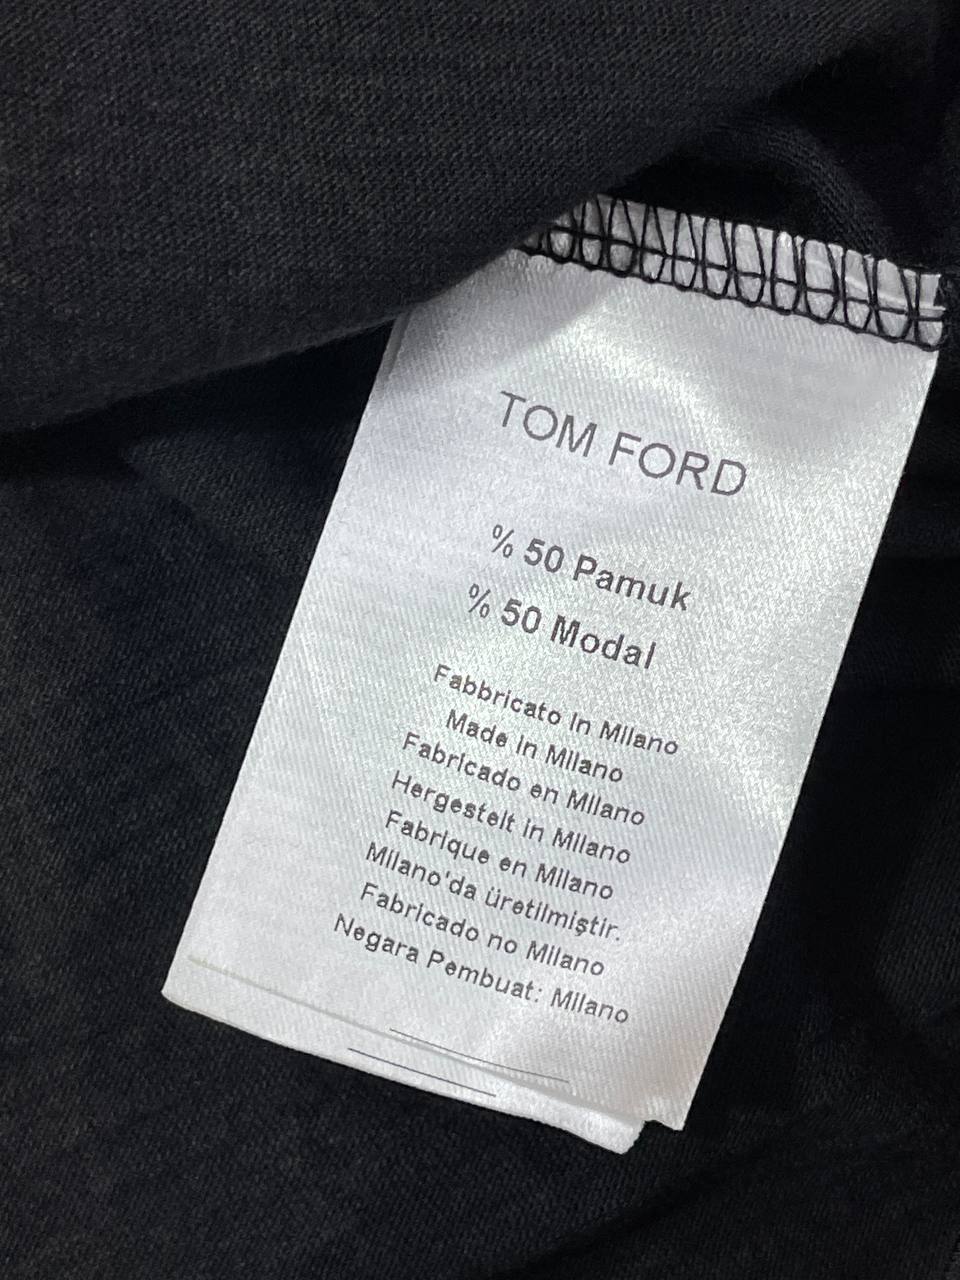 TOM FORD
% 50 Pamuk
% 50 Modal
Fabbricato in Milano
Made in Milano
Fabricado en Milano
Hergestelt in Milano
Fabrique en Milano
Milano'da üretilmiştir.
Fabricado no Milano
Negara Pembuat: Milano